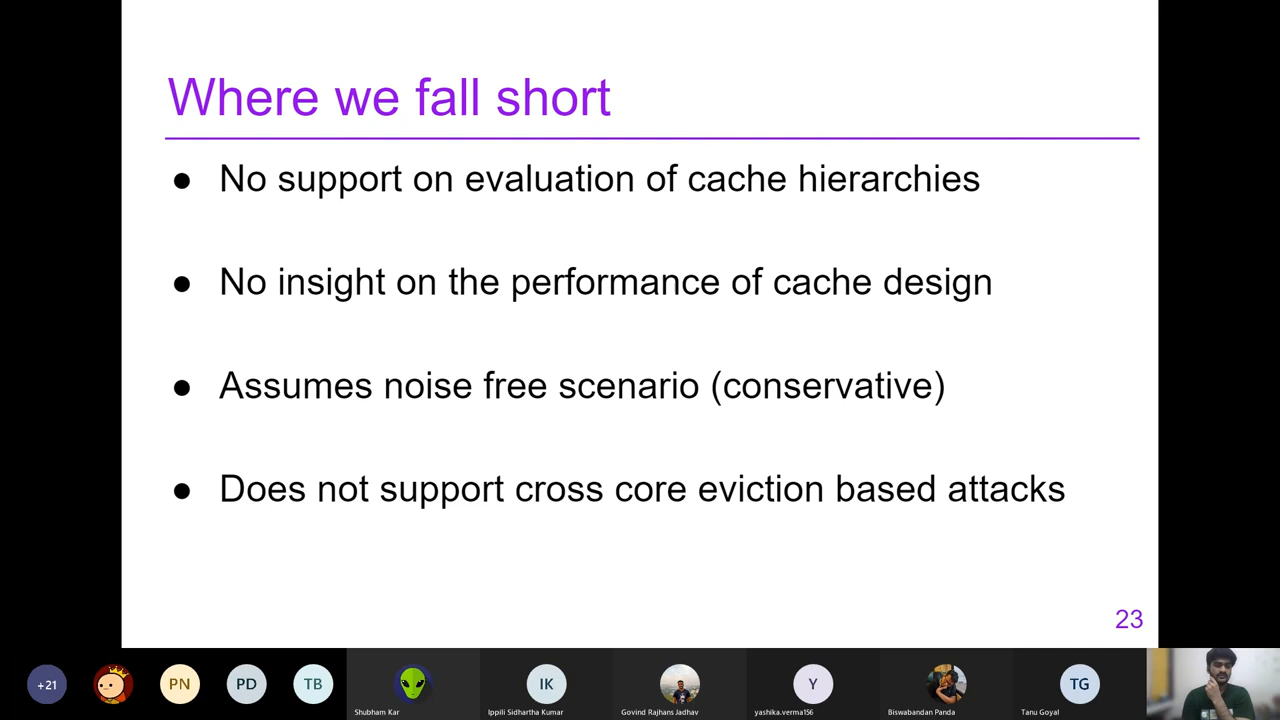 Where we fall short
● No support on evaluation of cache hierarchies
● No insight on the performance of cache design
● Assumes noise free scenario (conservative)
● Does not support cross core eviction based attacks
23
+21
PN
PD
TB
IK
Y
TG
Shubham Kar
Ippili Sidhartha Kumar
Govind Rajhans Jadhav
yashika.verma156
Biswabandan Panda
Tanu Goyal